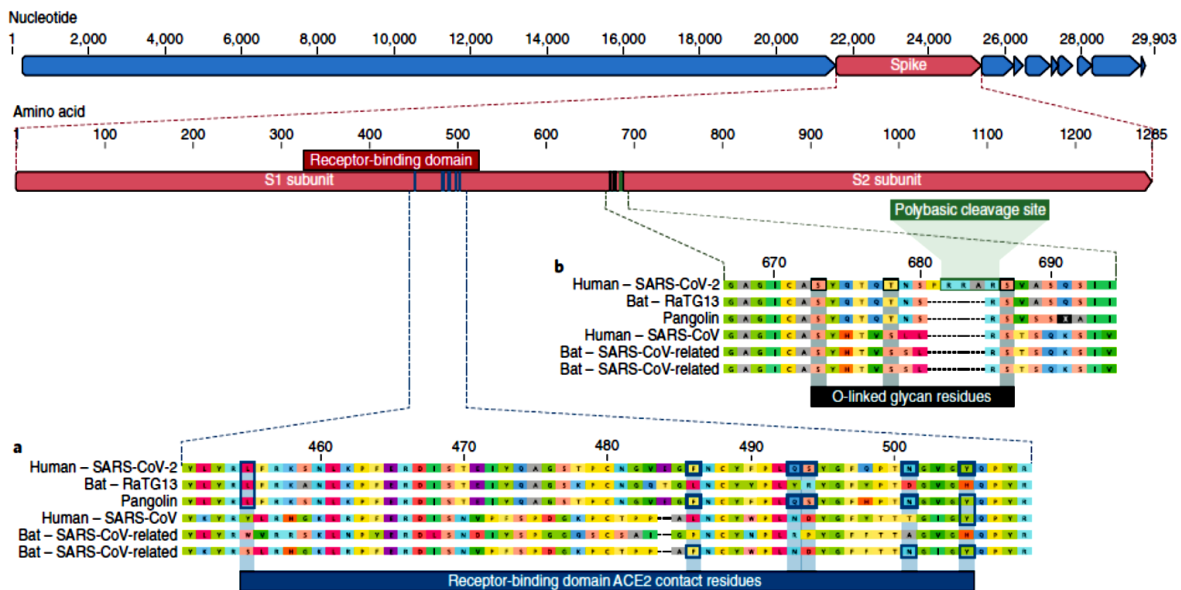 Nucleotide
1 2,000 4,000 6,000 8,000 10,000 12,000 14,000 16,000 18,000 20,000 22,000 24,000 26,000 28,000 29,903
Spike
Amino acid
1 100 200 300 400 500 600 700 800 900 1000 1100 1200 1285
Receptor-binding domain
S1 subunit S2 subunit
Polybasic cleavage site
b 670 680 690
Human – SARS-CoV-2 G A G I C A S Y Q T Q T N S P R R A R S V A S Q S I I
Bat – RaTG13 G A G I C A S Y Q T Q T N S ---- R S V A S Q S I I
Pangolin G A G I C A S Y Q T Q T N S ---- R S V S S X A I I
Human – SARS-CoV G A G I C A S Y H T V S L L ---- R S T S Q K S I V
Bat – SARS-CoV-related G A G I C A S Y H T V S S L ---- R S T S Q K S I V
Bat – SARS-CoV-related G A G I C A S Y H T V S S L ---- R S T S Q K S I V
O-linked glycan residues
a 460 470 480 490 500
Human – SARS-CoV-2 Y L Y R L F R K S N L K P F E R D I S T E I Y Q A G S T P C N G V E G F N C Y F P L Q S Y G F Q P T N G V G Y Q P Y R
Bat – RaTG13 Y L Y R L F R K A N L K P F E R D I S T E I Y Q A G S K P C N G Q T G L N C Y Y P L Y R Y G F Y P T D G V G H Q P Y R
Pangolin Y L Y R L F R K S N L K P F E R D I S T E I Y Q A G S T P C N G V E G F N C Y F P L Q S Y G F H P T N G V G Y Q P Y R
Human – SARS-CoV Y K Y R Y L R H G K L R P F E R D I S N V P F S P D G K P C T P P - A L N C Y W P L N D Y G F Y T T T G I G Y Q P Y R
Bat – SARS-CoV-related Y L Y R W V R R S K L N P Y E R D L S N D I Y S P G G Q S C S A I - G P N C Y N P L R P Y G F F T T A G V G H Q P Y R
Bat – SARS-CoV-related Y K Y R S L R H G K L R P F E R D I S N V P F S P D G K P C T P P - A F N C Y W P L N D Y G F F T T N G V G Y Q P Y R
Receptor-binding domain ACE2 contact residues